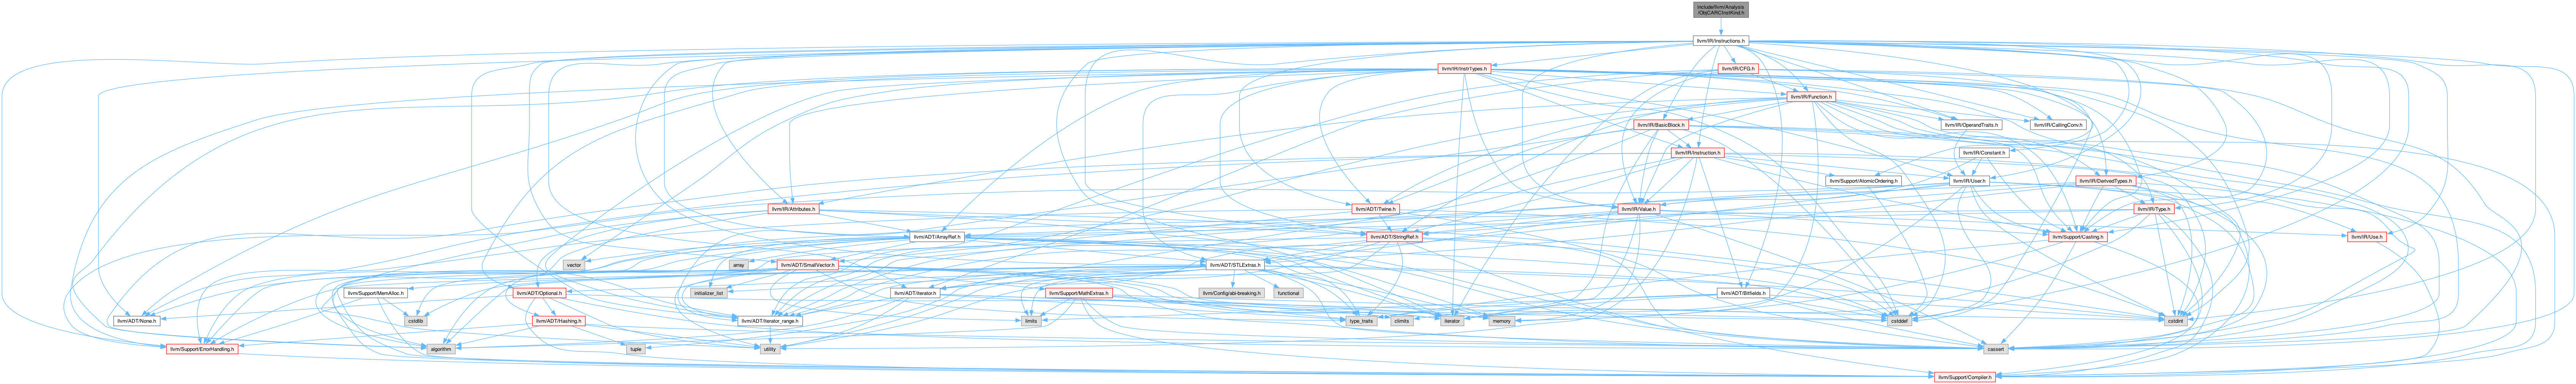 include/llvm/Analysis
/ObjCARCInstKind.h
llvm/IR/Instructions.h
llvm/IR/InstrTypes.h
llvm/IR/CFG.h
llvm/IR/Function.h
llvm/IR/BasicBlock.h
llvm/IR/OperandTraits.h
llvm/IR/CallingConv.h
llvm/IR/Instruction.h
llvm/IR/Constant.h
llvm/Support/AtomicOrdering.h
llvm/IR/User.h
llvm/IR/DerivedTypes.h
llvm/IR/Attributes.h
llvm/ADT/Twine.h
llvm/IR/Value.h
llvm/IR/Type.h
llvm/ADT/ArrayRef.h
llvm/ADT/StringRef.h
llvm/Support/Casting.h
llvm/IR/Use.h
vector
array
llvm/ADT/SmallVector.h
llvm/ADT/STLExtras.h
llvm/Support/MemAlloc.h
llvm/ADT/Optional.h
initializer_list
llvm/ADT/iterator.h
llvm/Support/MathExtras.h
llvm/Config/abi-breaking.h
functional
llvm/ADT/Bitfields.h
llvm/ADT/None.h
cstdlib
llvm/ADT/Hashing.h
llvm/ADT/iterator_range.h
limits
type_traits
climits
iterator
memory
cstddef
cstdint
llvm/Support/ErrorHandling.h
algorithm
tuple
utility
cassert
llvm/Support/Compiler.h